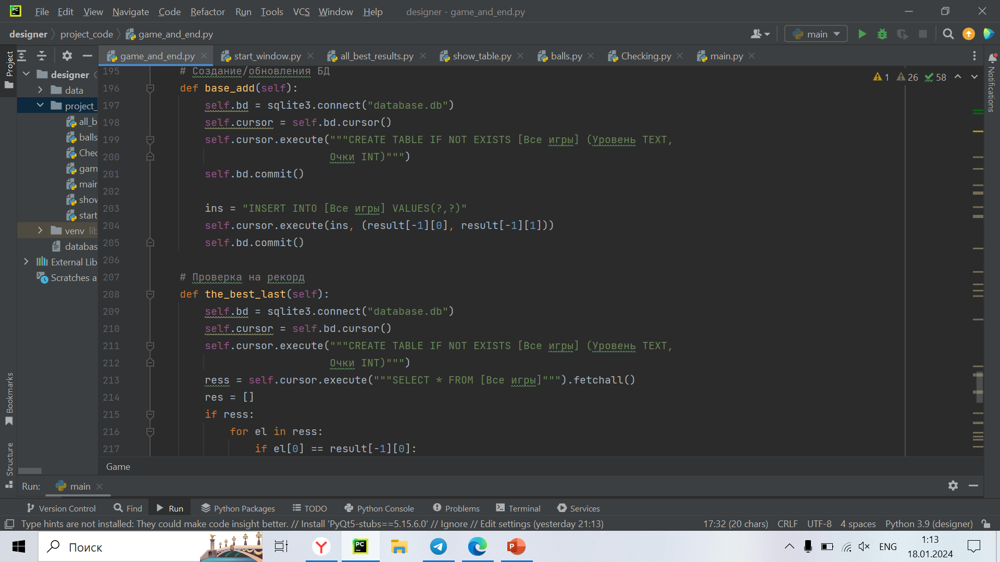 File Edit View Navigate Code Refactor Run Tools VCS Window Help designer - game_and_end.py
designer project_code game_and_end.py main
game_and_end.py start_window.py all_best_results.py show_table.py balls.py Checking.py main.py
Project
designer
data
project_
all_b
balls
Chec
gam
main
show
start
venv lib
databas
External Lib
Scratches a
Bookmarks
Structure
Notifications
1 26 58
195 # Создание/обновления БД
196 def base_add(self):
197 self.bd = sqlite3.connect("database.db")
198 self.cursor = self.bd.cursor()
199 self.cursor.execute("""CREATE TABLE IF NOT EXISTS [Все игры] (Уровень TEXT,
200 Очки INT)""")
201 self.bd.commit()
202
203 ins = "INSERT INTO [Все игры] VALUES(?,?)"
204 self.cursor.execute(ins, (result[-1][0], result[-1][1]))
205 self.bd.commit()
206
207 # Проверка на рекорд
208 def the_best_last(self):
209 self.bd = sqlite3.connect("database.db")
210 self.cursor = self.bd.cursor()
211 self.cursor.execute("""CREATE TABLE IF NOT EXISTS [Все игры] (Уровень TEXT,
212 Очки INT)""")
213 ress = self.cursor.execute("""SELECT * FROM [Все игры]""").fetchall()
214 res = []
215 if ress:
216 for el in ress:
217 if el[0] == result[-1][0]:
Game
Run: main
Version Control Find Run Python Packages TODO Python Console Problems Terminal Services
Type hints are not installed: They could make code insight better. // Install 'PyQt5-stubs==5.15.6.0' // Ignore // Edit settings (yesterday 21:13) 17:32 (20 chars) CRLF UTF-8 4 spaces Python 3.9 (designer)
Поиск ENG 1:13
18.01.2024